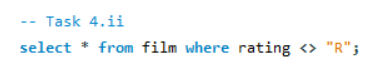 -- Task 4.ii
select * from film where rating <> "R";